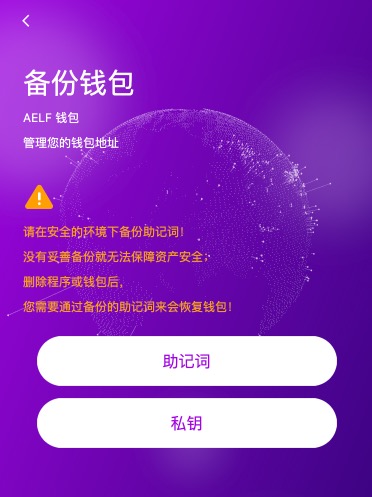 备份钱包
AELF 钱包
管理您的钱包地址
请在安全的环境下备份助记词！
没有妥善备份就无法保障资产安全；
删除程序或钱包后，
您需要通过备份的助记词来会恢复钱包！
助记词
私钥